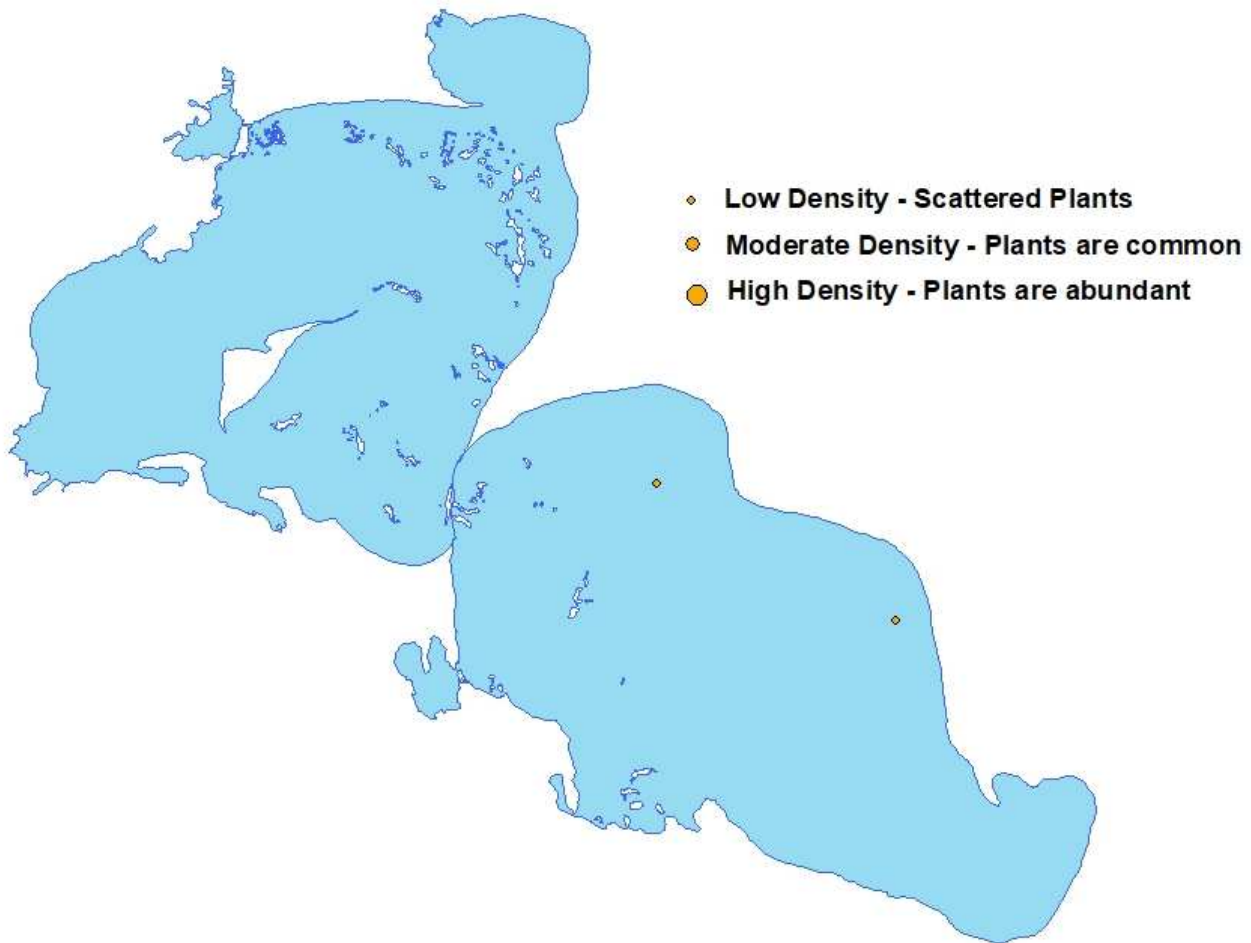 Low Density - Scattered Plants
Moderate Density - Plants are common
High Density - Plants are abundant